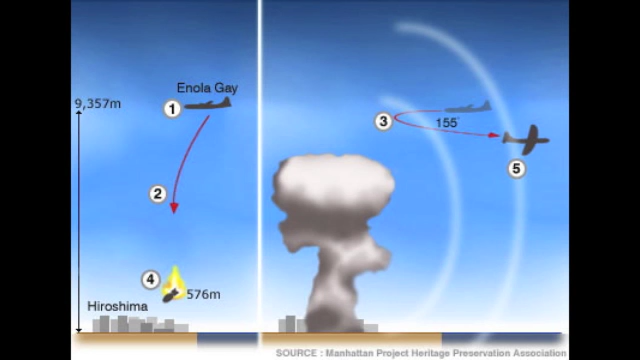 Enola Gay
1
9,357m
2
4
576m
Hiroshima
3
155°
5
SOURCE : Manhattan Project Heritage Preservation Association